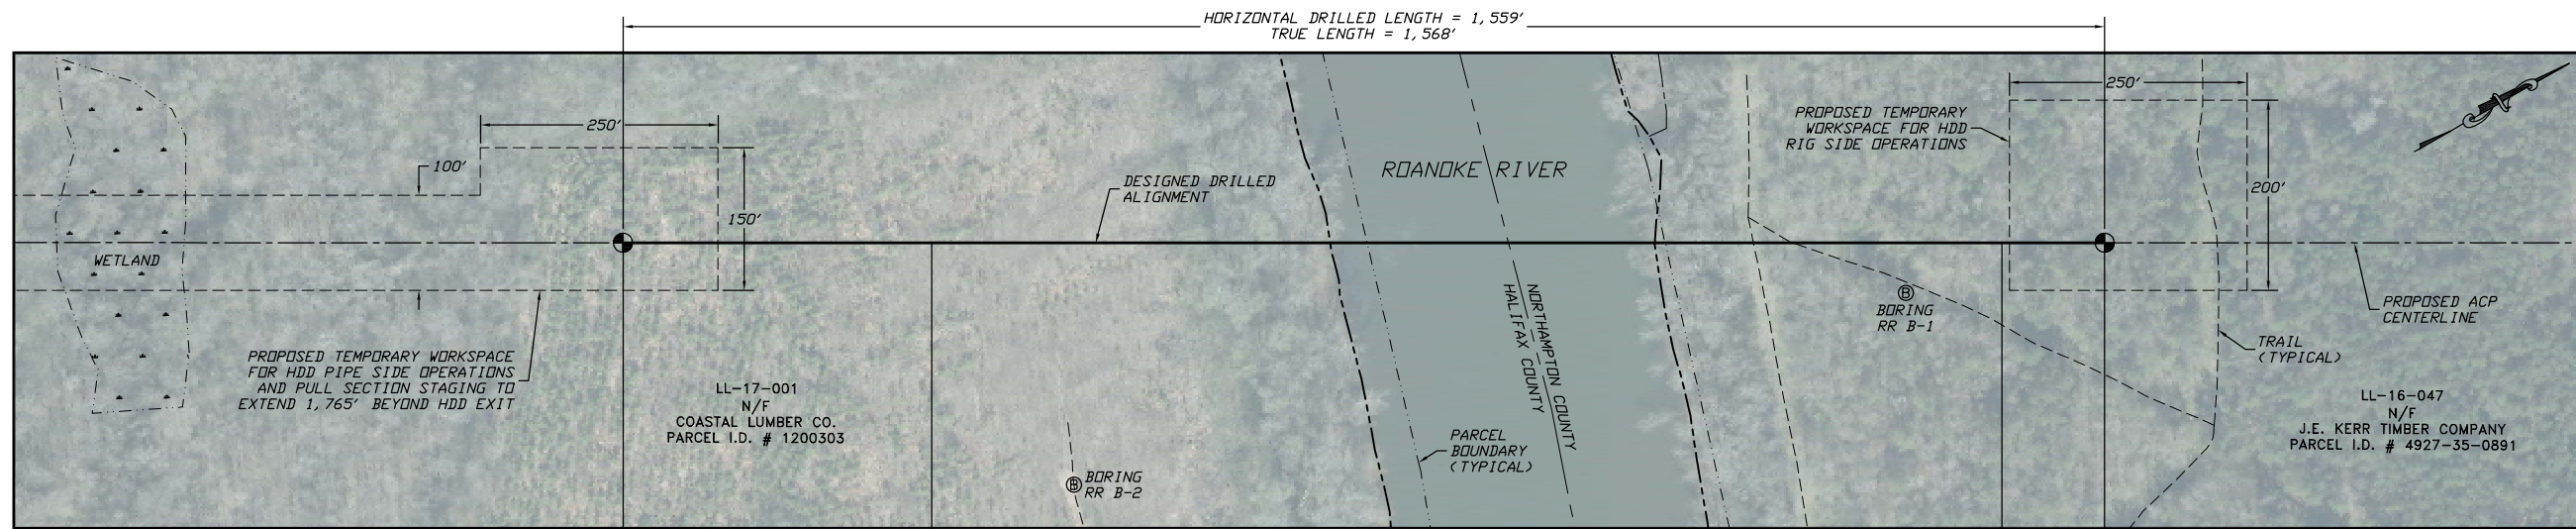 HORIZONTAL DRILLED LENGTH = 1,559'
TRUE LENGTH = 1,568'
250'
100'
150'
WETLAND
PROPOSED TEMPORARY WORKSPACE
FOR HDD PIPE SIDE OPERATIONS
AND PULL SECTION STAGING TO
EXTEND 1,765' BEYOND HDD EXIT
LL-17-001
N/F
COASTAL LUMBER CO.
PARCEL I.D. # 1200303
DESIGNED DRILLED
ALIGNMENT
BORING
RR B-2
B
ROANOKE RIVER
NORTHAMPTON COUNTY
HALIFAX COUNTY
PARCEL
BOUNDARY
(TYPICAL)
PROPOSED TEMPORARY
WORKSPACE FOR HDD
RIG SIDE OPERATIONS
250'
200'
B
BORING
RR B-1
PROPOSED ACP
CENTERLINE
TRAIL
(TYPICAL)
LL-16-047
N/F
J.E. KERR TIMBER COMPANY
PARCEL I.D. # 4927-35-0891